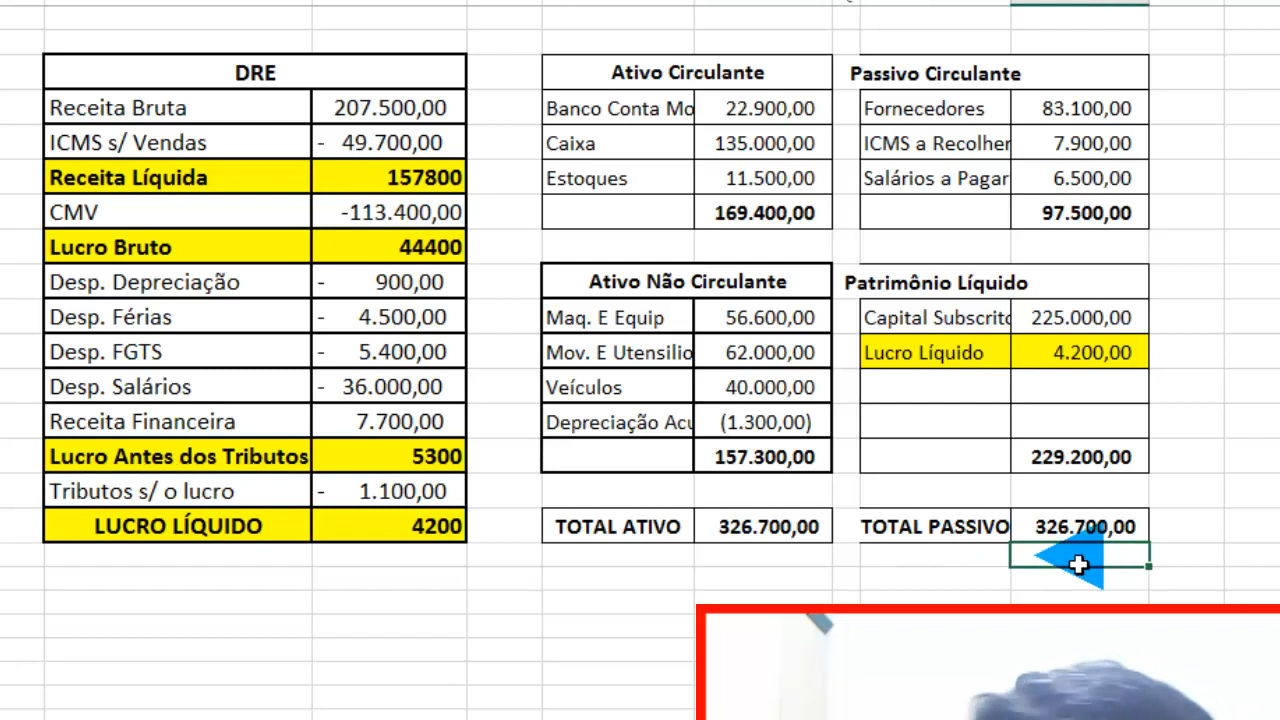 DRE
Receita Bruta 207.500,00
ICMS s/ Vendas - 49.700,00
Receita Líquida 157800
CMV -113.400,00
Lucro Bruto 44400
Desp. Depreciação - 900,00
Desp. Férias - 4.500,00
Desp. FGTS - 5.400,00
Desp. Salários - 36.000,00
Receita Financeira 7.700,00
Lucro Antes dos Tributos 5300
Tributos s/ o lucro - 1.100,00
LUCRO LÍQUIDO 4200
Ativo Circulante
Banco Conta Mo 22.900,00
Caixa 135.000,00
Estoques 11.500,00
169.400,00
Ativo Não Circulante
Maq. E Equip 56.600,00
Mov. E Utensilio 62.000,00
Veículos 40.000,00
Depreciação Acu (1.300,00)
157.300,00
TOTAL ATIVO 326.700,00
Passivo Circulante
Fornecedores 83.100,00
ICMS a Recolher 7.900,00
Salários a Pagar 6.500,00
97.500,00
Patrimônio Líquido
Capital Subscrito 225.000,00
Lucro Líquido 4.200,00
229.200,00
TOTAL PASSIVO 326.700,00